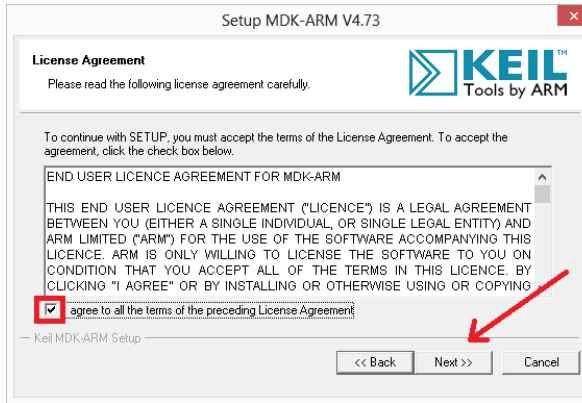 Setup MDK-ARM V4.73
x
License Agreement
Please read the following license agreement carefully.
KEIL™
Tools by ARM
To continue with SETUP, you must accept the terms of the License Agreement. To accept the
agreement, click the check box below.
END USER LICENCE AGREEMENT FOR MDK-ARM
THIS END USER LICENCE AGREEMENT ("LICENCE") IS A LEGAL AGREEMENT
BETWEEN YOU (EITHER A SINGLE INDIVIDUAL, OR SINGLE LEGAL ENTITY) AND
ARM LIMITED ("ARM") FOR THE USE OF THE SOFTWARE ACCOMPANYING THIS
LICENCE. ARM IS ONLY WILLING TO LICENSE THE SOFTWARE TO YOU ON
CONDITION THAT YOU ACCEPT ALL OF THE TERMS IN THIS LICENCE. BY
CLICKING "I AGREE" OR BY INSTALLING OR OTHERWISE USING OR COPYING
agree to all the terms of the preceding License Agreement
Keil MDK-ARM Setup
<< Back
Next >>
Cancel